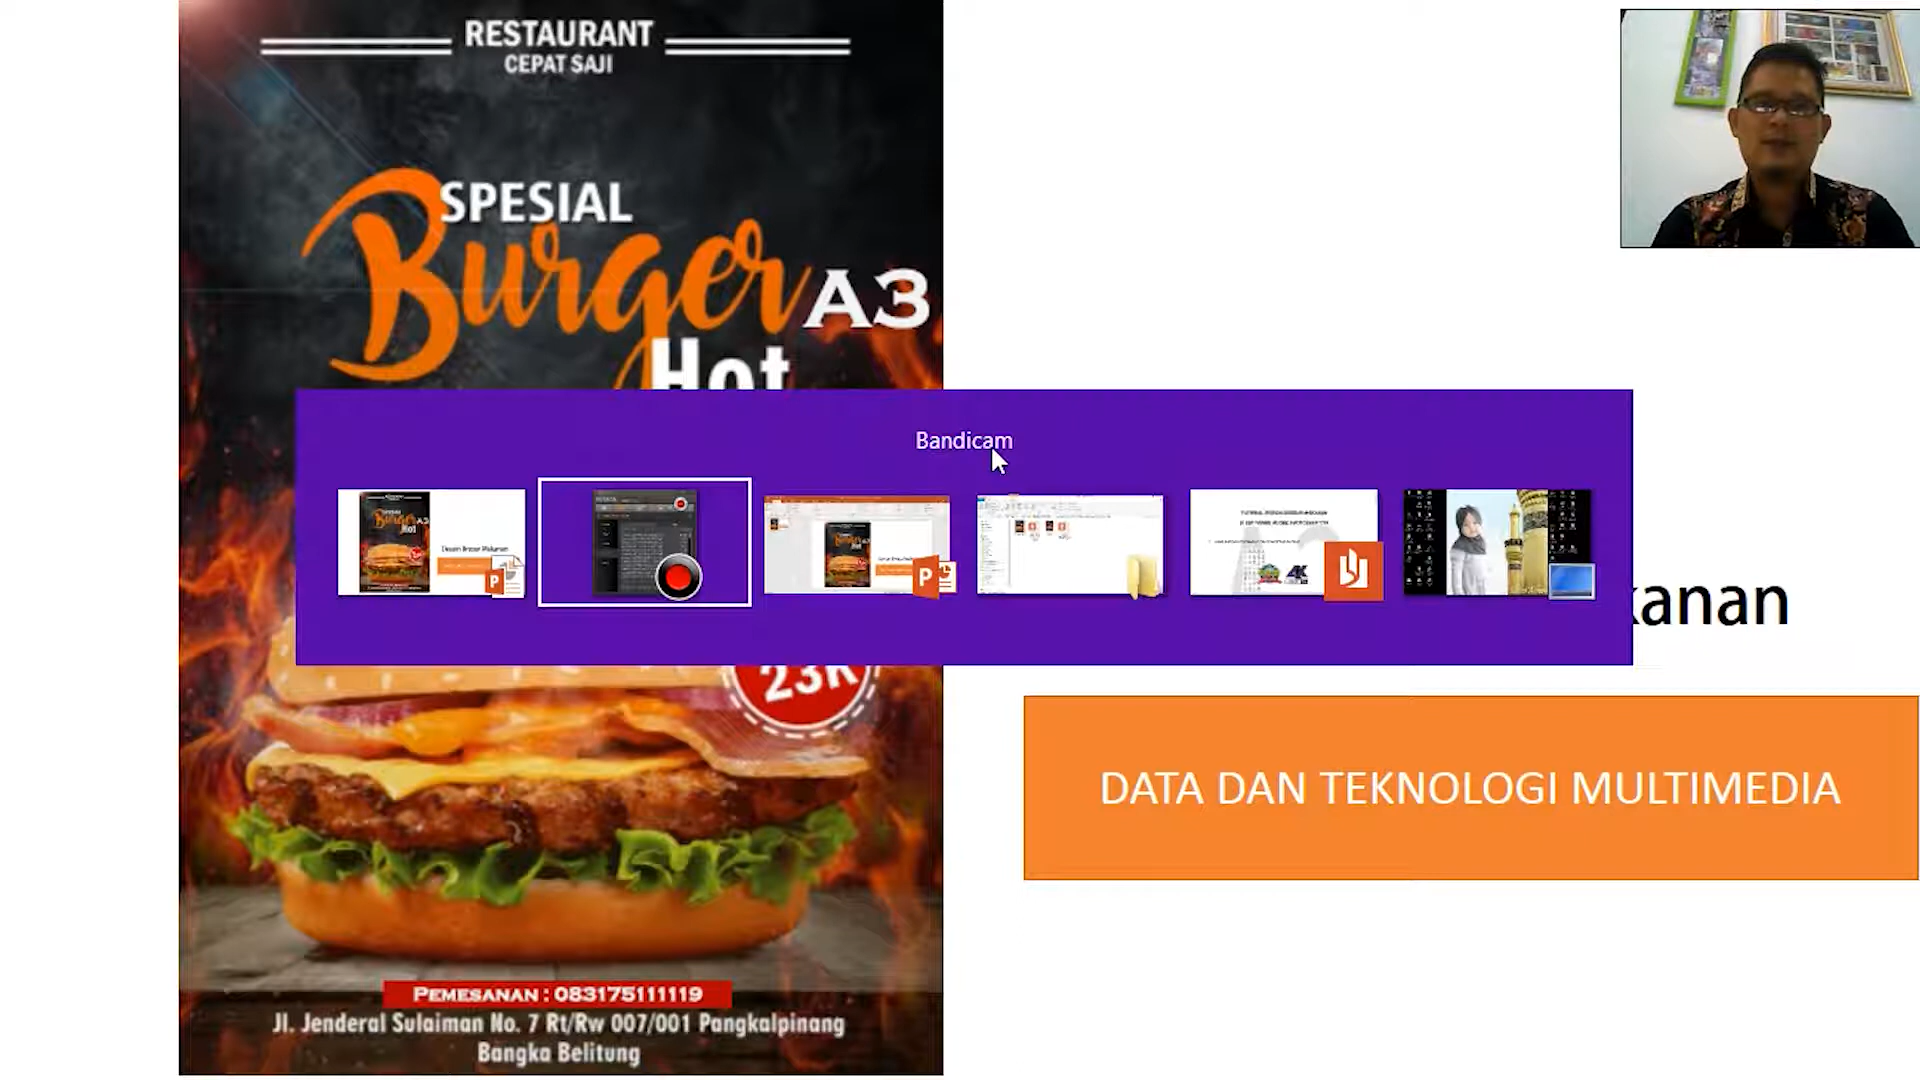 RESTAURANT
CEPAT SAJI
SPESIAL
Burger A3
Hot
Bandicam
kanan
23K
DATA DAN TEKNOLOGI MULTIMEDIA
PEMESANAN : 083175111119
Jl. Jenderal Sulaiman No. 7 Rt/Rw 007/001 Pangkalpinang
Bangka Belitung